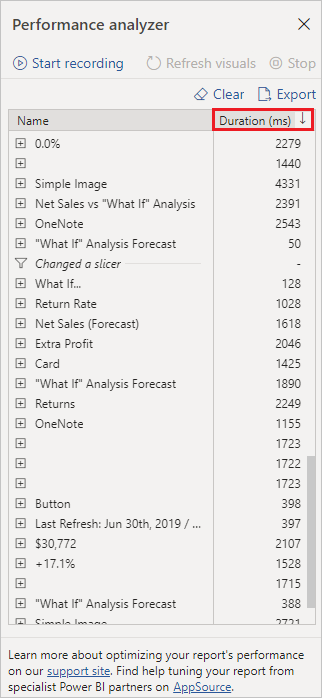 Performance analyzer
Start recording Refresh visuals Stop
Clear Export
Name Duration (ms)
0.0% 2279
1440
Simple Image 4331
Net Sales vs "What If" Analysis 2391
OneNote 2543
"What If" Analysis Forecast 50
Changed a slicer -
What If... 128
Return Rate 1028
Net Sales (Forecast) 1618
Extra Profit 2046
Card 1425
"What If" Analysis Forecast 1890
Returns 2249
OneNote 1155
1723
1722
1723
Button 398
Last Refresh: Jun 30th, 2019 / ... 397
$30,772 2107
+17.1% 1528
1715
"What If" Analysis Forecast 388
Simple Image 2721
Learn more about optimizing your report's performance
on our support site. Find help tuning your report from
specialist Power BI partners on AppSource.